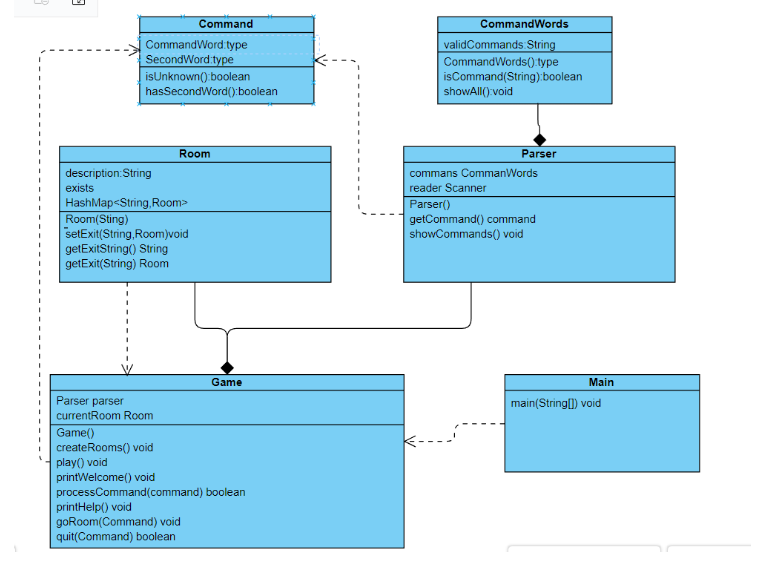 Command
CommandWord:type
SecondWord:type
isUnknown():boolean
hasSecondWord():boolean
CommandWords
validCommands:String
CommandWords():type
isCommand(String):boolean
showAll():void
Room
description:String
exists
HashMap<String,Room>
Room(Sting)
setExit(String,Room)void
getExitString() String
getExit(String) Room
Parser
commans CommanWords
reader Scanner
Parser()
getCommand() command
showCommands() void
Game
Parser parser
currentRoom Room
Game()
createRooms() void
play() void
printWelcome() void
processCommand(command) boolean
printHelp() void
goRoom(Command) void
quit(Command) boolean
Main
main(String[]) void